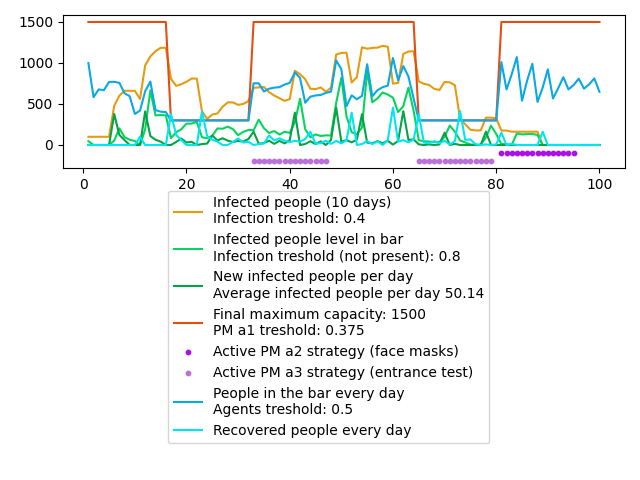 1500
1000
500
0
0
20
40
60
80
100
Infected people (10 days)
Infection treshold: 0.4
Infected people level in bar
Infection treshold (not present): 0.8
New infected people per day
Average infected people per day 50.14
Final maximum capacity: 1500
PM a1 treshold: 0.375
Active PM a2 strategy (face masks)
Active PM a3 strategy (entrance test)
People in the bar every day
Agents treshold: 0.5
Recovered people every day